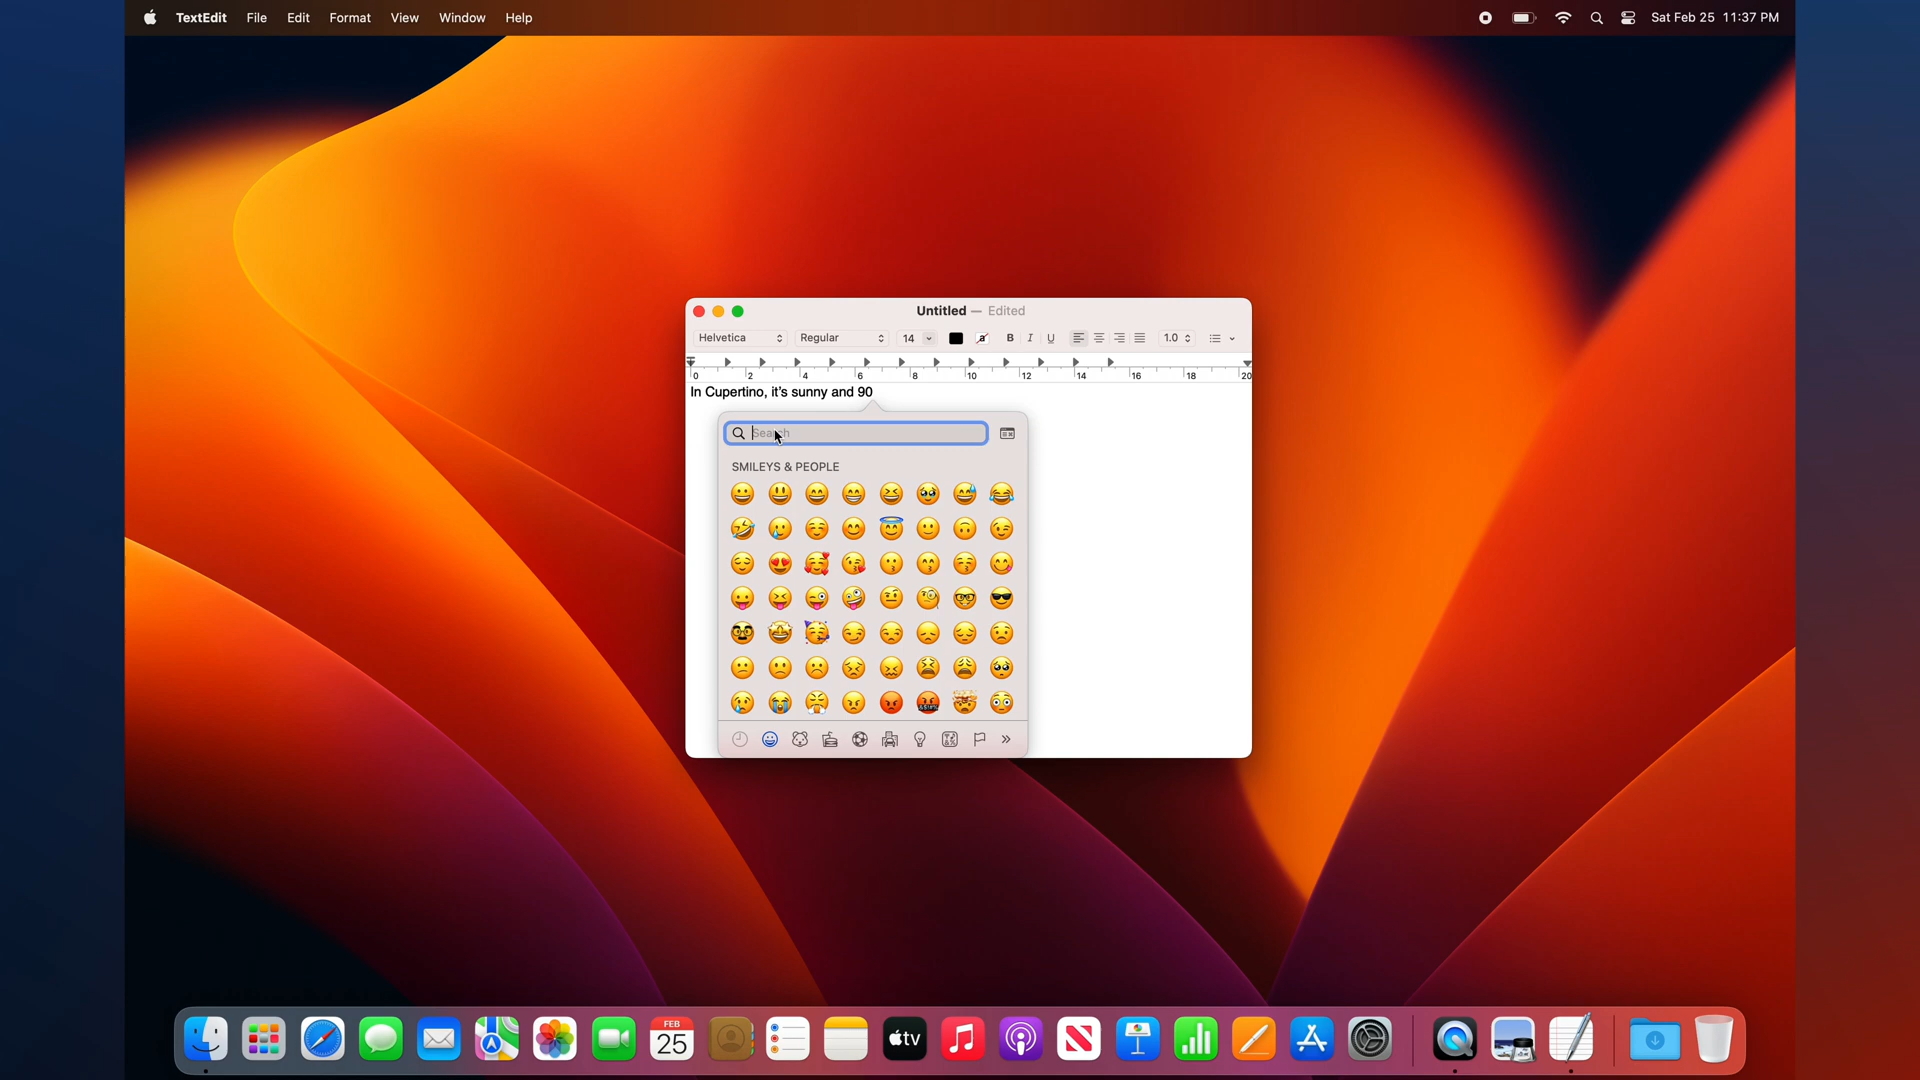 TextEdit File Edit Format View Window Help Sat Feb 25 11:37 PM
Untitled — Edited
Helvetica Regular 14 a B I U 1.0
0 2 4 6 8 10 12 14 16 18 20
In Cupertino, it’s sunny and 90
Search
SMILEYS & PEOPLE
FEB
25
tv